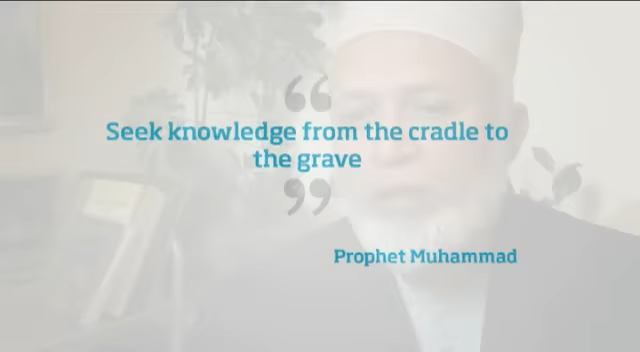 “
Seek knowledge from the cradle to
the grave
”
Prophet Muhammad